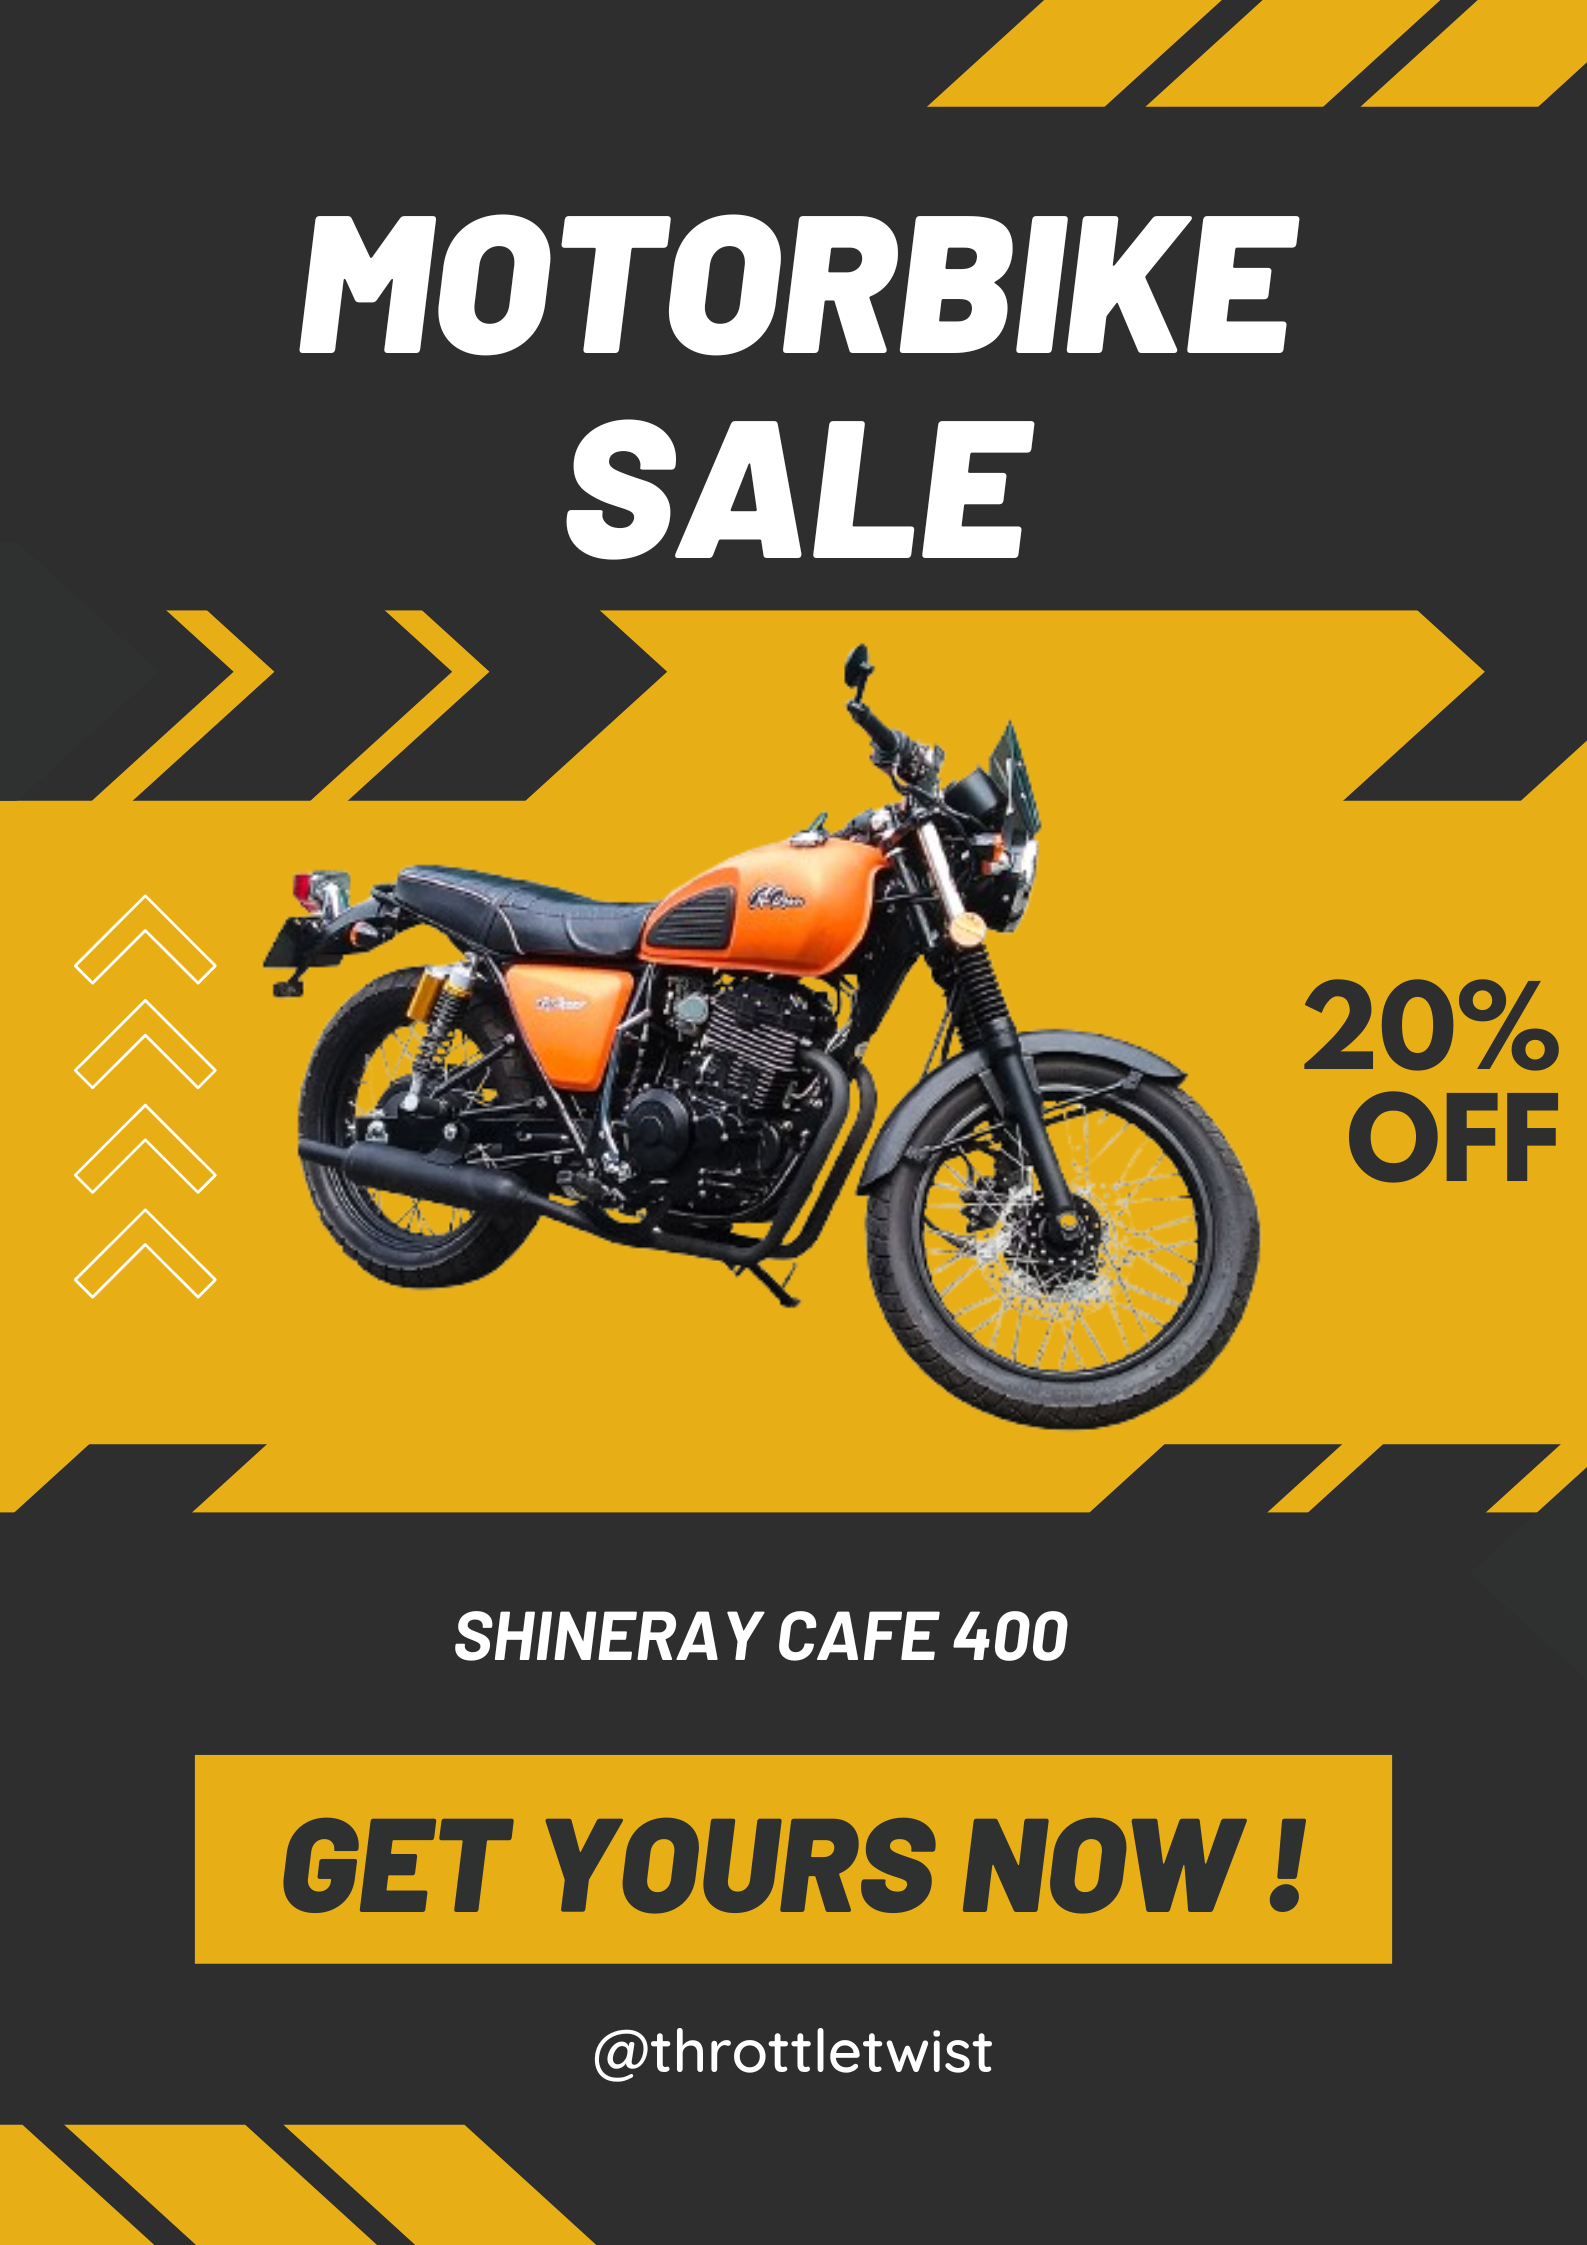 MOTORBIKE
SALE
20%
OFF
SHINERAY CAFE 400
GET YOURS NOW !
@throttletwist